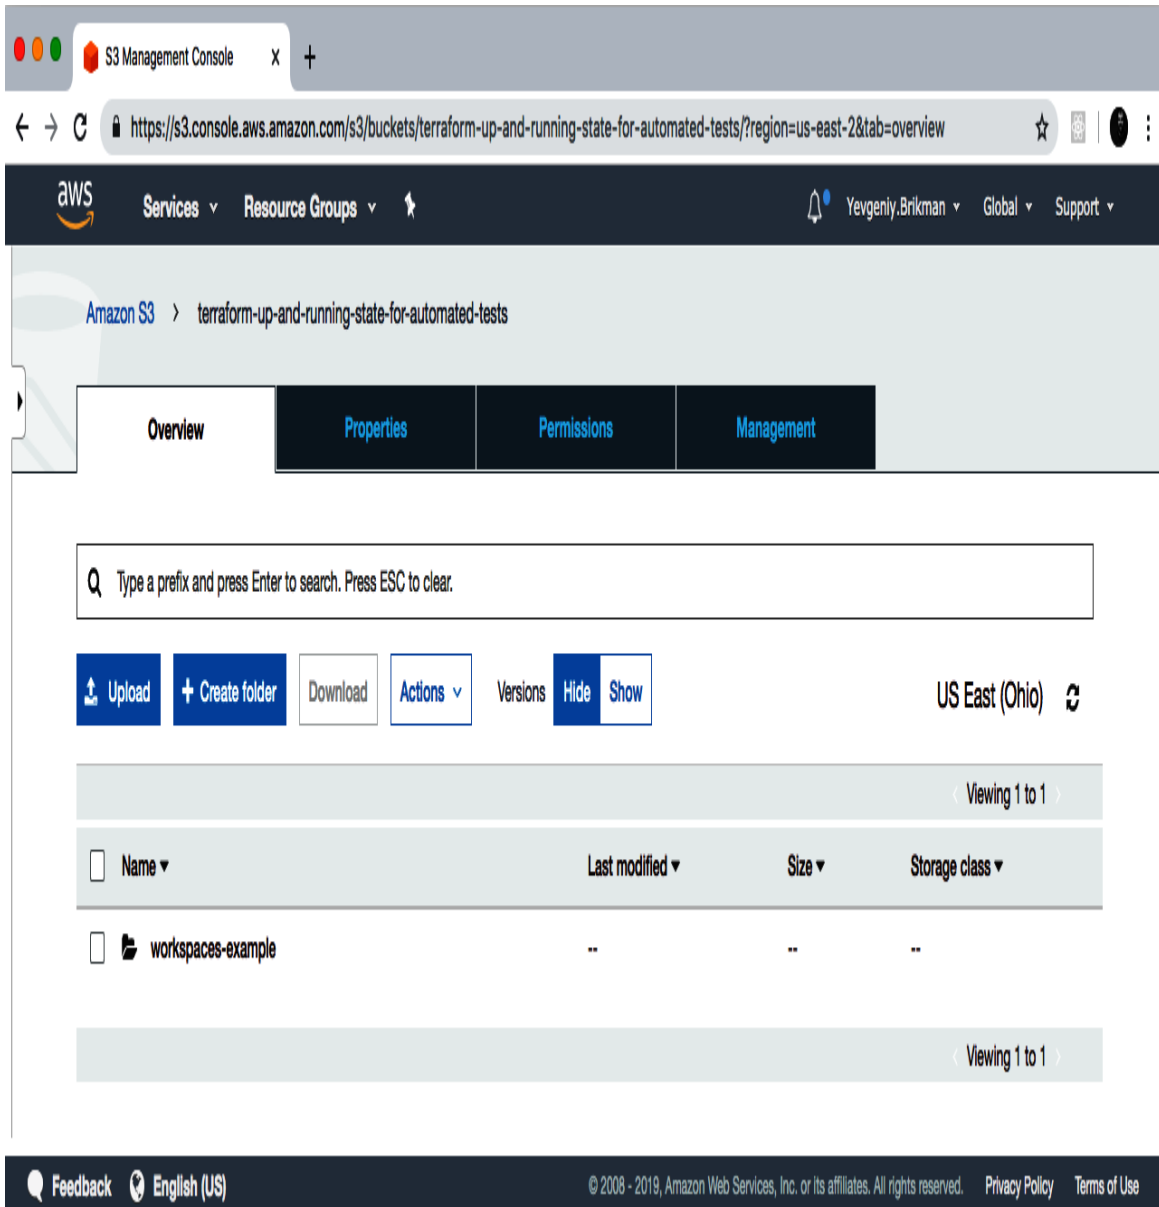 S3 Management Console x +
https://s3.console.aws.amazon.com/s3/buckets/terraform-up-and-running-state-for-automated-tests/?region=us-east-2&tab=overview
aws Services Resource Groups Yevgeniy.Brikman Global Support
Amazon S3 > terraform-up-and-running-state-for-automated-tests
Overview Properties Permissions Management
Type a prefix and press Enter to search. Press ESC to clear.
Upload + Create folder Download Actions Versions Hide Show US East (Ohio)
Viewing 1 to 1
Name Last modified Size Storage class
workspaces-example -- -- --
Viewing 1 to 1
Feedback English (US) © 2008 - 2019, Amazon Web Services, Inc. or its affiliates. All rights reserved. Privacy Policy Terms of Use